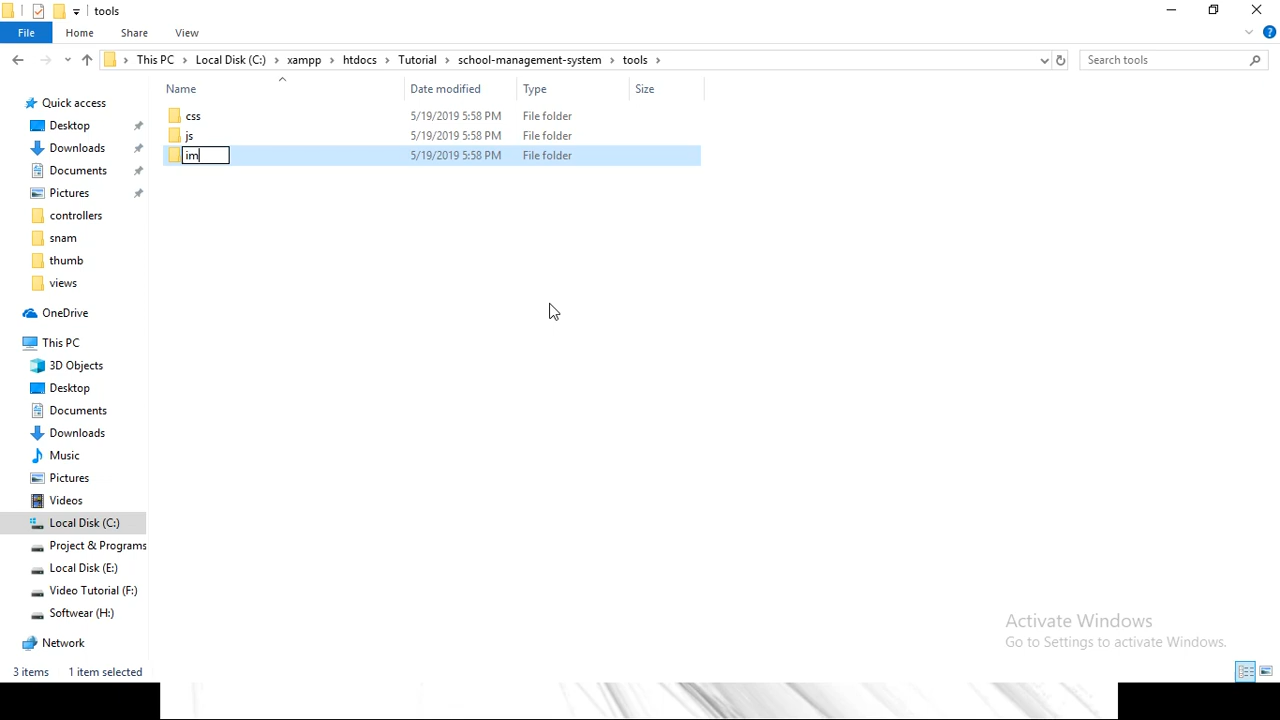 tools
File Home Share View
This PC Local Disk (C:) xampp htdocs Tutorial school-management-system tools Search tools
Name Date modified Type Size
Quick access
Desktop
Downloads
Documents
Pictures
controllers
snam
thumb
views
OneDrive
This PC
3D Objects
Desktop
Documents
Downloads
Music
Pictures
Videos
Local Disk (C:)
Project & Programs
Local Disk (E:)
Video Tutorial (F:)
Softwear (H:)
Network
css 5/19/2019 5:58 PM File folder
js 5/19/2019 5:58 PM File folder
im 5/19/2019 5:58 PM File folder
Activate Windows
Go to Settings to activate Windows.
3 items 1 item selected